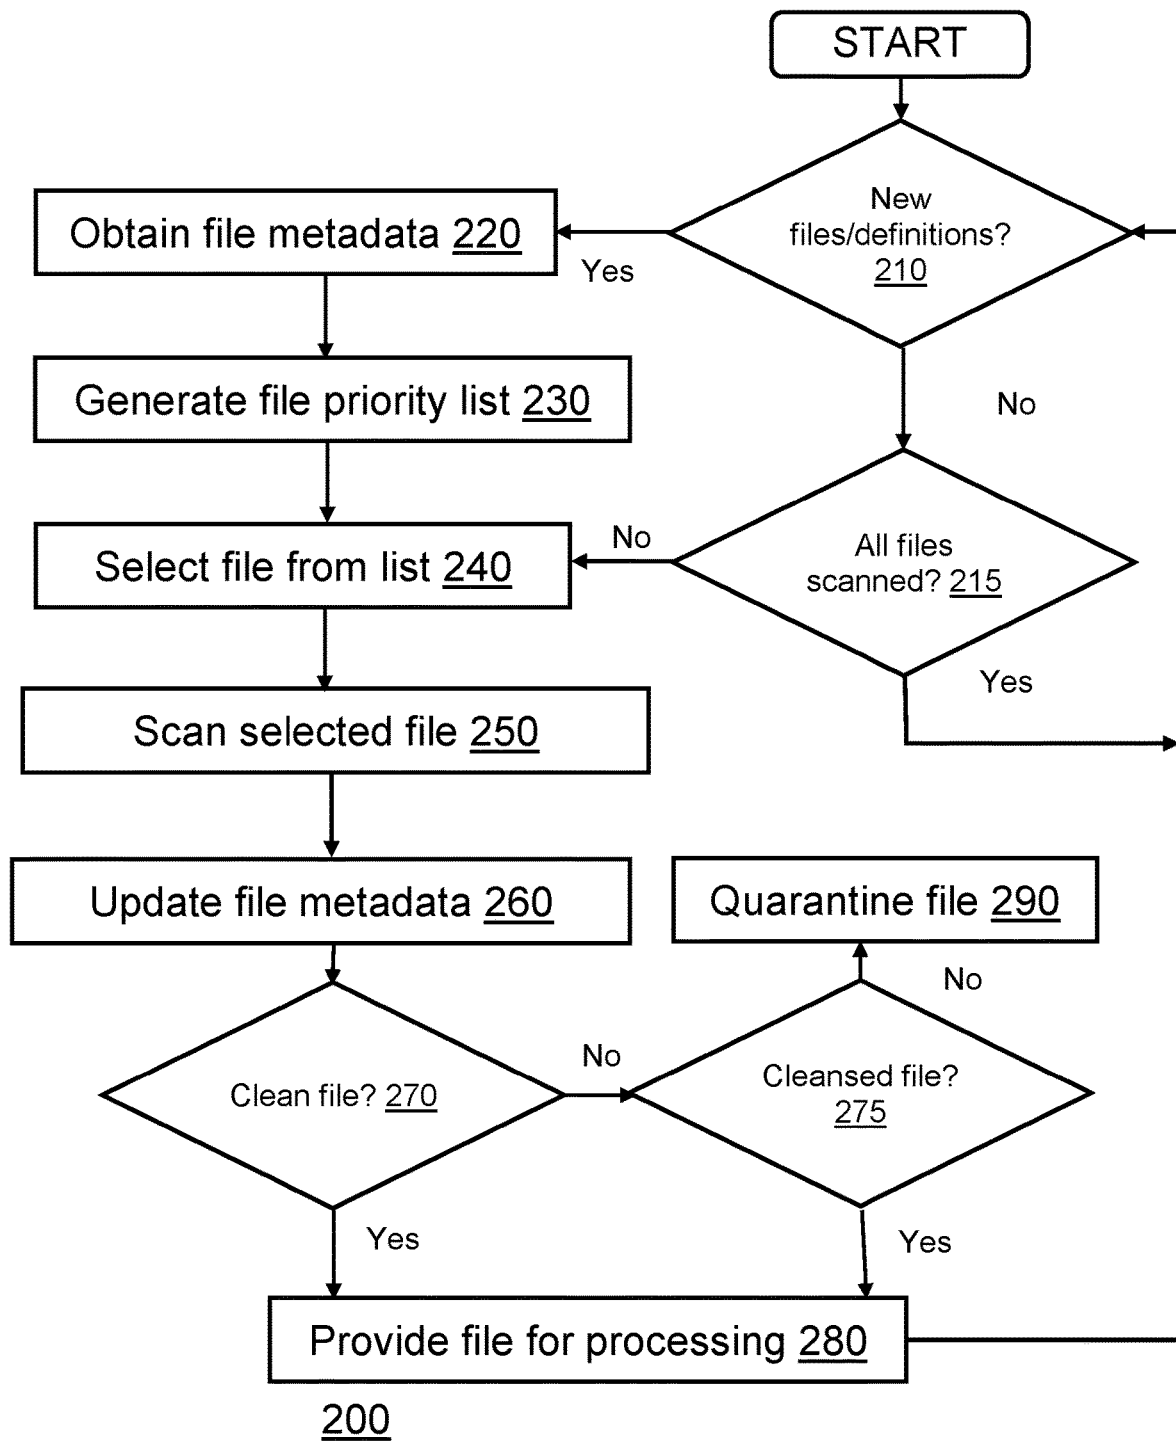 START
New
files/definitions?
210
Obtain file metadata 220
Yes
Generate file priority list 230
No
Select file from list 240
No
All files
scanned? 215
Yes
Scan selected file 250
Update file metadata 260
Quarantine file 290
No
Clean file? 270
No
Cleansed file?
275
Yes
Yes
Provide file for processing 280
200